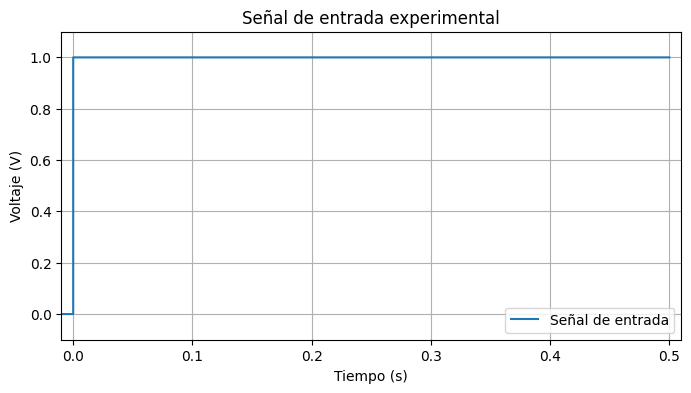 Señal de entrada experimental
Voltaje (V)
1.0
0.8
0.6
0.4
0.2
0.0
Señal de entrada
0.0 0.1 0.2 0.3 0.4 0.5
Tiempo (s)